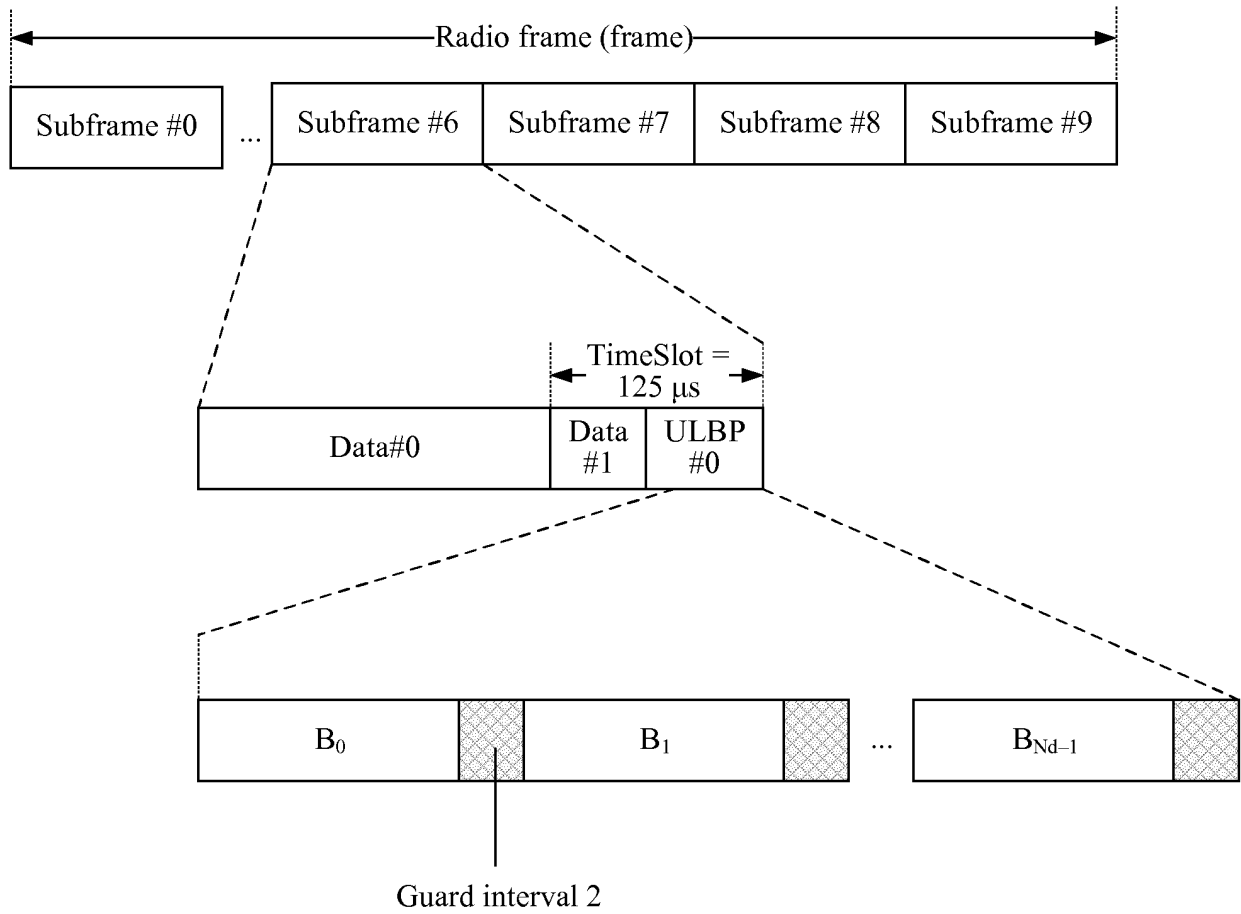 Radio frame (frame)
Subframe #0
...
Subframe #6
Subframe #7
Subframe #8
Subframe #9
TimeSlot =
125 μs
Data#0
Data
#1
ULBP
#0
B₀
B₁
...
B_Nd–1
Guard interval 2